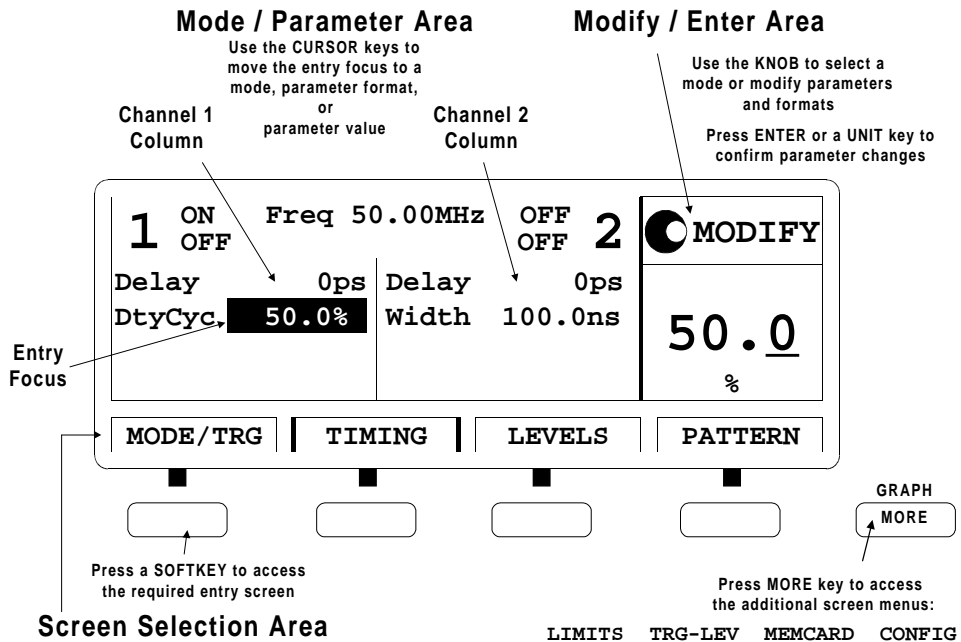 Mode / Parameter Area
Use the CURSOR keys to
move the entry focus to a
mode, parameter format,
or
parameter value
Modify / Enter Area
Use the KNOB to select a
mode or modify parameters
and formats
Press ENTER or a UNIT key to
confirm parameter changes
Channel 1
Column
Channel 2
Column
1 ON OFF Freq 50.00MHz OFF OFF 2
MODIFY
Delay 0ps Delay 0ps
DtyCyc 50.0% Width 100.0ns
50.0
%
Entry
Focus
MODE/TRG TIMING LEVELS PATTERN
GRAPH
MORE
Press a SOFTKEY to access
the required entry screen
Press MORE key to access
the additional screen menus:
Screen Selection Area
LIMITS TRG-LEV MEMCARD CONFIG